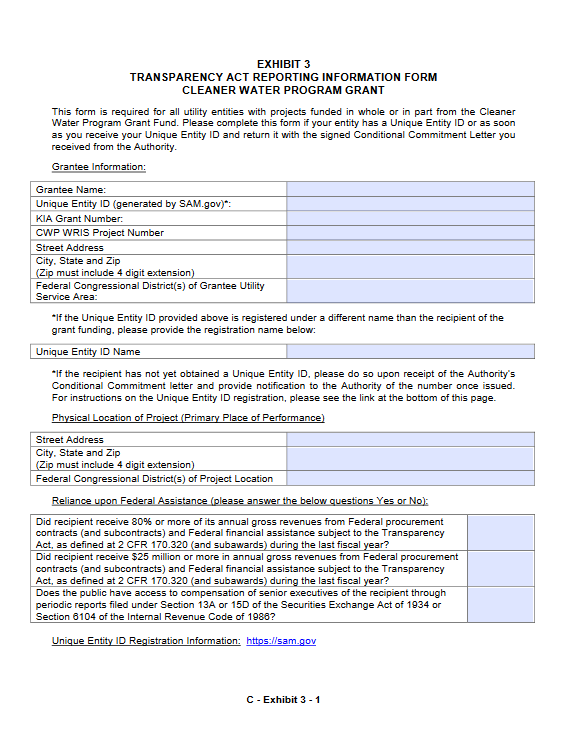 EXHIBIT 3
TRANSPARENCY ACT REPORTING INFORMATION FORM
CLEANER WATER PROGRAM GRANT
This form is required for all utility entities with projects funded in whole or in part from the Cleaner
Water Program Grant Fund. Please complete this form if your entity has a Unique Entity ID or as soon
as you receive your Unique Entity ID and return it with the signed Conditional Commitment Letter you
received from the Authority.
Grantee Information:
Grantee Name:
Unique Entity ID (generated by SAM.gov)*:
KIA Grant Number:
CWP WRIS Project Number
Street Address
City, State and Zip
(Zip must include 4 digit extension)
Federal Congressional District(s) of Grantee Utility
Service Area:
*If the Unique Entity ID provided above is registered under a different name than the recipient of the
grant funding, please provide the registration name below:
Unique Entity ID Name
*If the recipient has not yet obtained a Unique Entity ID, please do so upon receipt of the Authority's
Conditional Commitment letter and provide notification to the Authority of the number once issued.
For instructions on the Unique Entity ID registration, please see the link at the bottom of this page.
Physical Location of Project (Primary Place of Performance)
Street Address
City, State and Zip
(Zip must include 4 digit extension)
Federal Congressional District(s) of Project Location
Reliance upon Federal Assistance (please answer the below questions Yes or No):
Did recipient receive 80% or more of its annual gross revenues from Federal procurement
contracts (and subcontracts) and Federal financial assistance subject to the Transparency
Act, as defined at 2 CFR 170.320 (and subawards) during the last fiscal year?
Did recipient receive $25 million or more in annual gross revenues from Federal procurement
contracts (and subcontracts) and Federal financial assistance subject to the Transparency
Act, as defined at 2 CFR 170.320 (and subawards) during the last fiscal year?
Does the public have access to compensation of senior executives of the recipient through
periodic reports filed under Section 13A or 15D of the Securities Exchange Act of 1934 or
Section 6104 of the Internal Revenue Code of 1986?
Unique Entity ID Registration Information: https://sam.gov
C - Exhibit 3 - 1